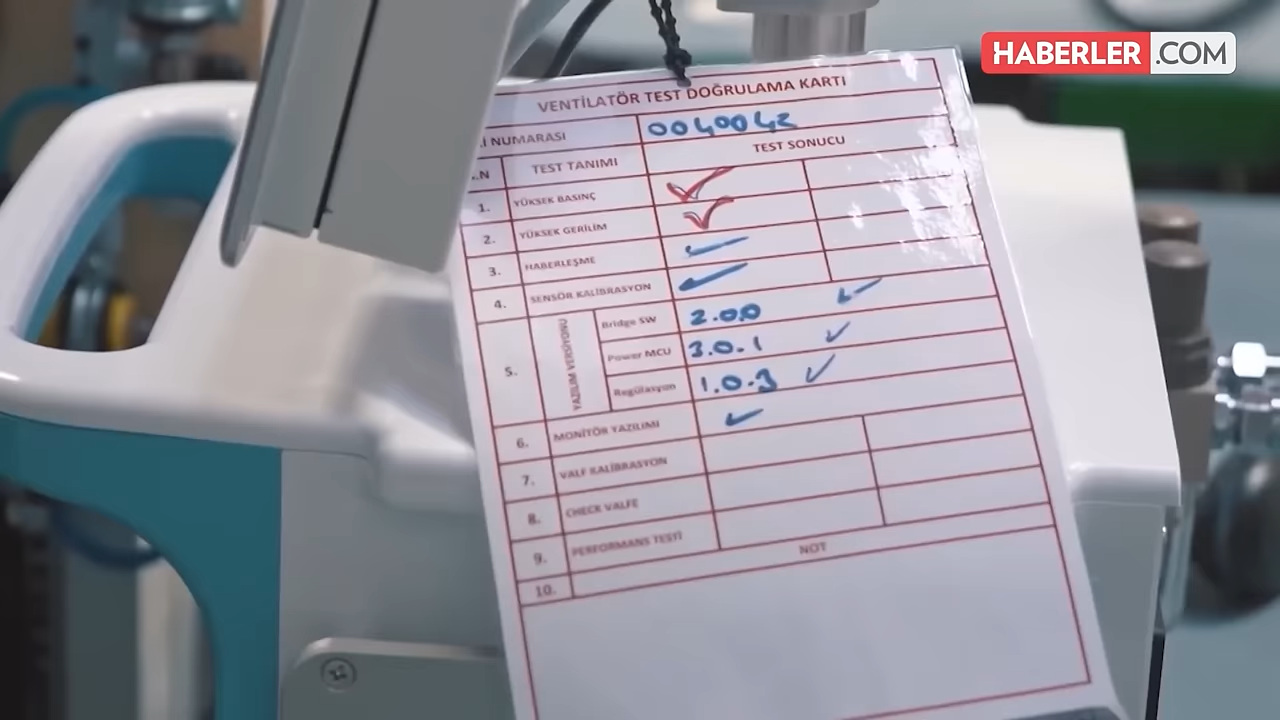 HABERLER.COM
VENTİLATÖR TEST DOĞRULAMA KARTI
NUMARASI 0040042
.N TEST TANIMI TEST SONUCU
1. YÜKSEK BASINÇ
2. YÜKSEK GERİLİM
3. HABERLEŞME
4. SENSÖR KALİBRASYON
5. YAZILIM VERSİYONU
Bridge SW 2.0.0
Power MCU 3.0.1
Regülasyon 1.0.3
6. MONİTÖR YAZILIMI
7. VALF KALİBRASYON
8. CHECK VALFE
9. PERFORMANS TESTİ
10.
NOT